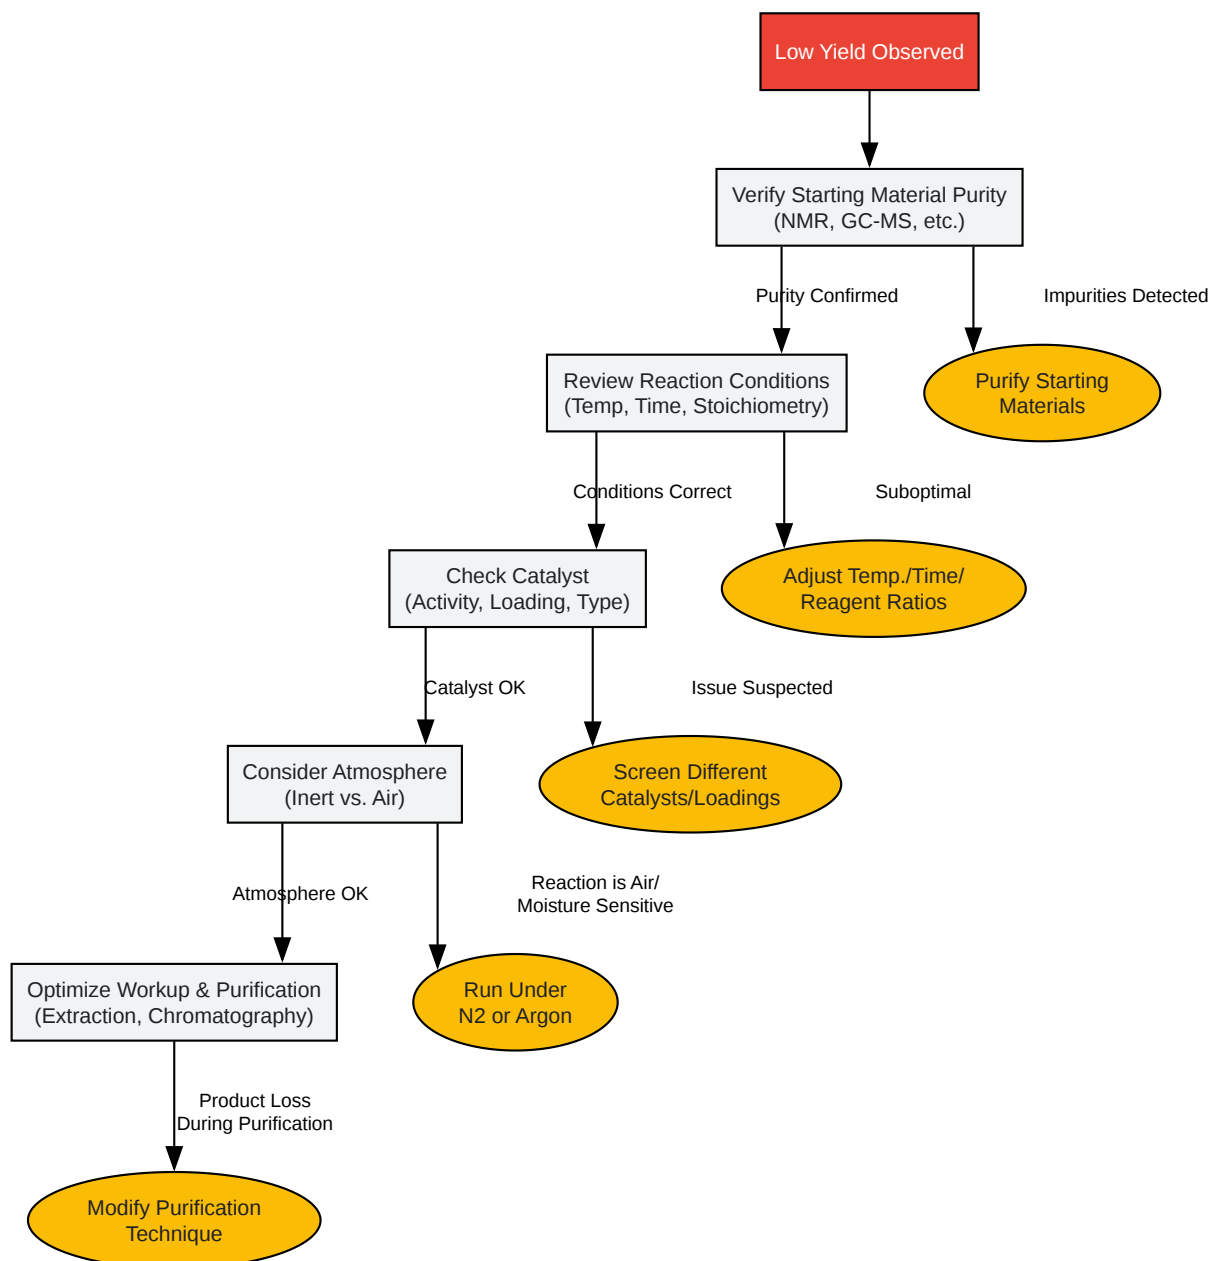 Low Yield Observed
Verify Starting Material Purity
(NMR, GC-MS, etc.)
Purity Confirmed
Impurities Detected
Review Reaction Conditions
(Temp, Time, Stoichiometry)
Purify Starting
Materials
Conditions Correct
Suboptimal
Check Catalyst
(Activity, Loading, Type)
Adjust Temp./Time/
Reagent Ratios
Catalyst OK
Issue Suspected
Consider Atmosphere
(Inert vs. Air)
Screen Different
Catalysts/Loadings
Atmosphere OK
Reaction is Air/
Moisture Sensitive
Optimize Workup & Purification
(Extraction, Chromatography)
Run Under
N2 or Argon
Product Loss
During Purification
Modify Purification
Technique